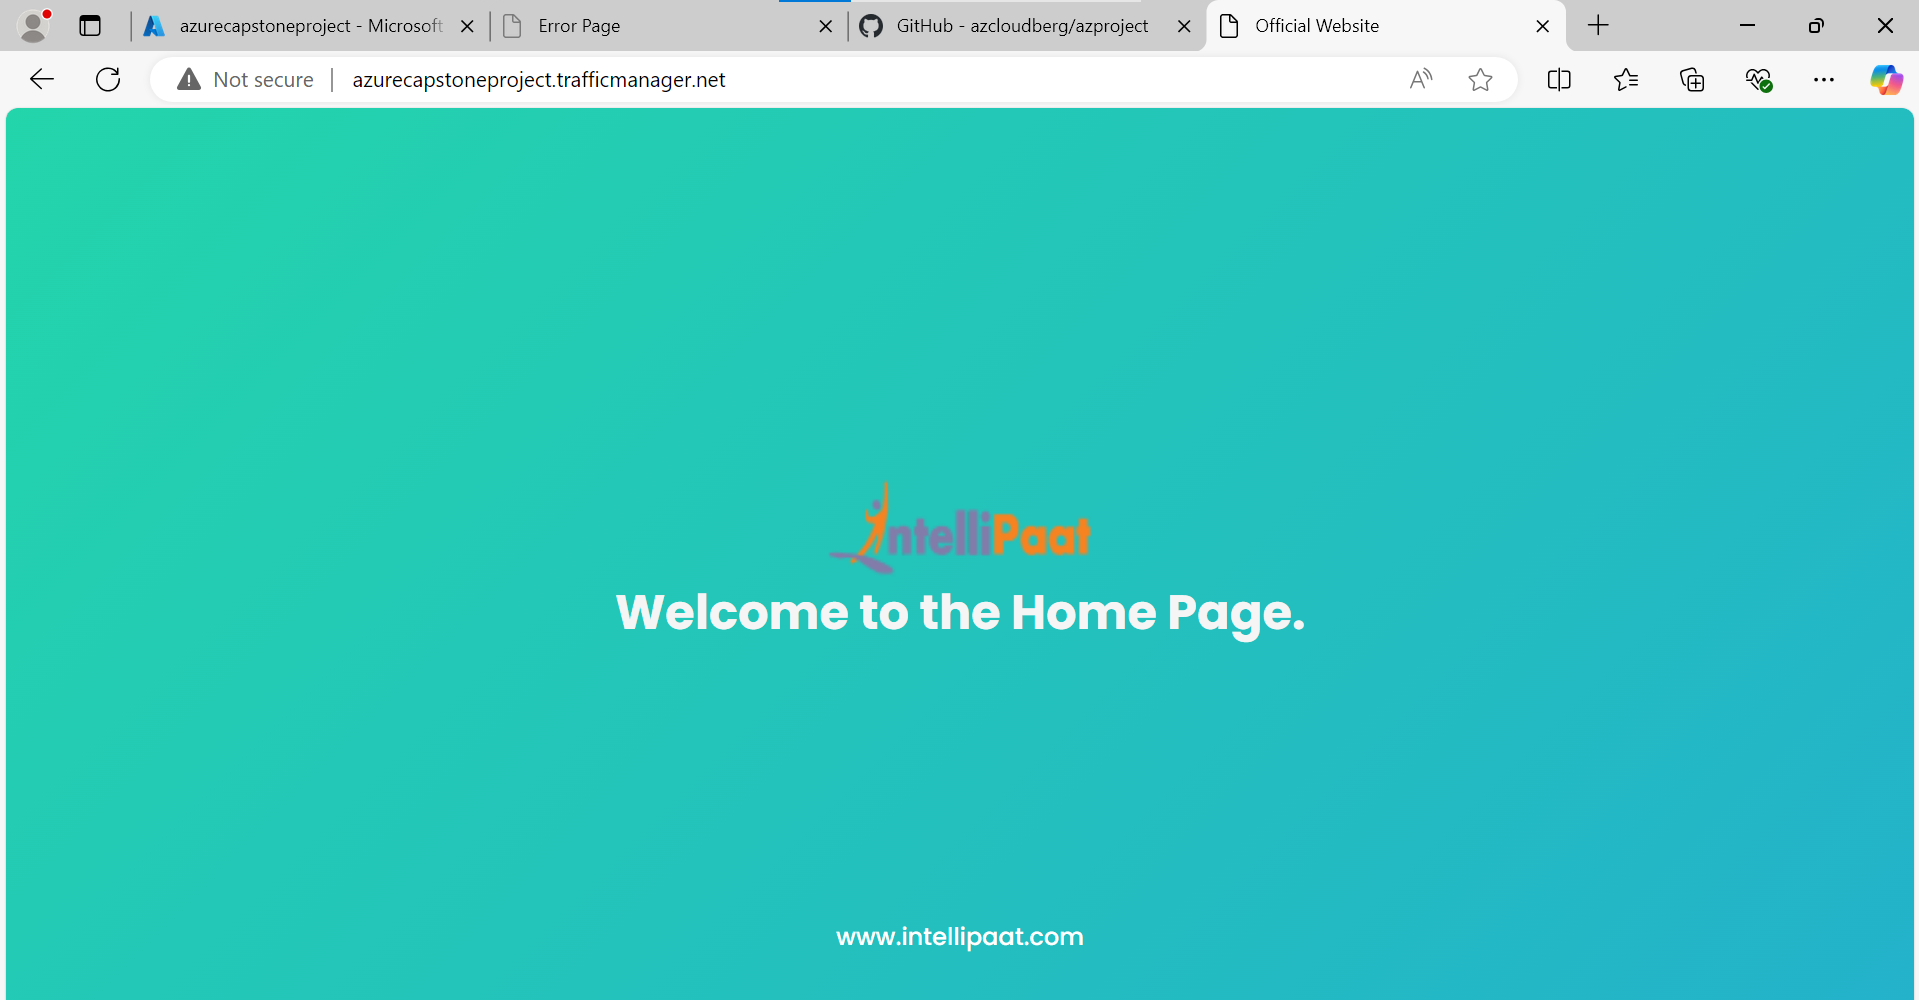 azurecapstoneproject - Microsoft
Error Page
GitHub - azcloudberg/azproject
Official Website
Not secure
azurecapstoneproject.trafficmanager.net
IntelliPaat
Welcome to the Home Page.
www.intellipaat.com